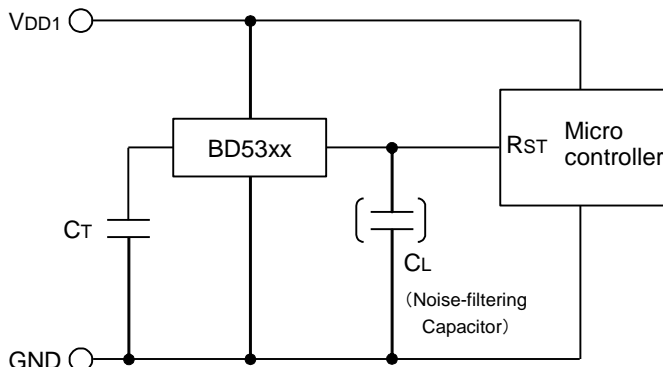 VDD1
BD53xx
RST
Micro
controller
CT
CL
（Noise-filtering
Capacitor）
GND